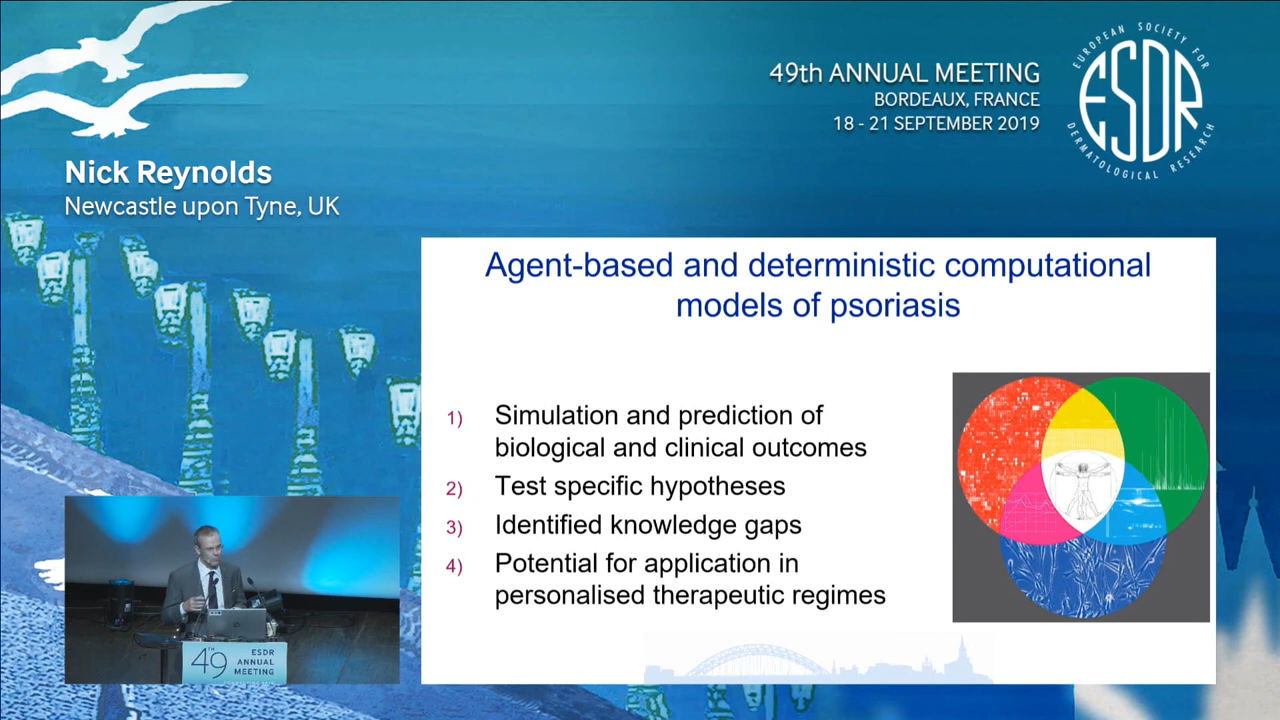 49th ANNUAL MEETING
BORDEAUX, FRANCE
18 - 21 SEPTEMBER 2019
EUROPEAN SOCIETY FOR
ESDR
DERMATOLOGICAL RESEARCH
Nick Reynolds
Newcastle upon Tyne, UK
Agent-based and deterministic computational
models of psoriasis
1) Simulation and prediction of
biological and clinical outcomes
2) Test specific hypotheses
3) Identified knowledge gaps
4) Potential for application in
personalised therapeutic regimes
49TH
ESDR
ANNUAL
MEETING